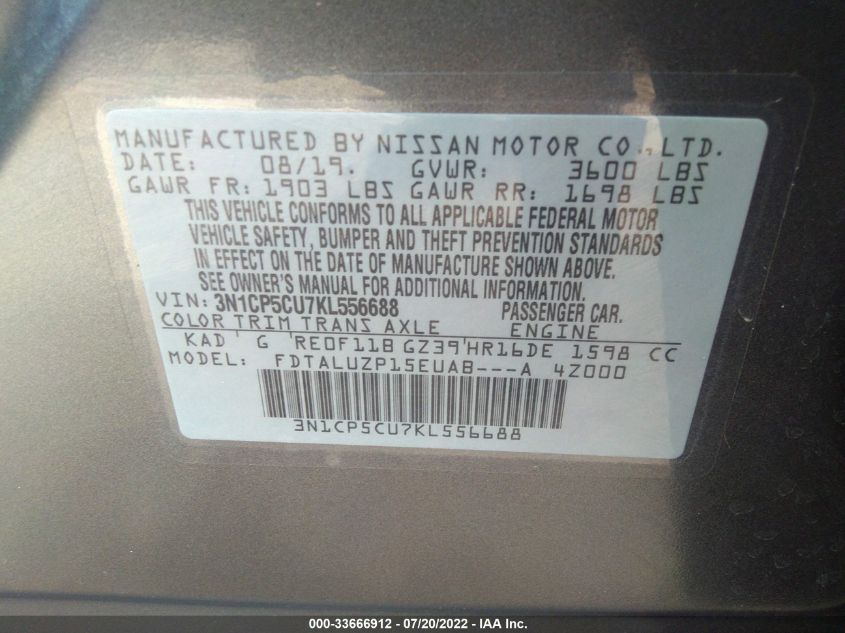 MANUFACTURED BY NISSAN MOTOR CO., LTD.
DATE: 08/19. GVWR: 3600 LBS
GAWR FR: 1903 LBS GAWR RR: 1698 LBS
THIS VEHICLE CONFORMS TO ALL APPLICABLE FEDERAL MOTOR
VEHICLE SAFETY, BUMPER AND THEFT PREVENTION STANDARDS
IN EFFECT ON THE DATE OF MANUFACTURE SHOWN ABOVE.
SEE OWNER'S MANUAL FOR ADDITIONAL INFORMATION.
VIN: 3N1CP5CU7KL556688 PASSENGER CAR.
COLOR TRIM TRANS AXLE ENGINE
KAD G RE0F11B GZ39 HR16DE 1598 CC
MODEL: FDTALUZP15EUAB---A 4Z000
3N1CP5CU7KL556688
000-33666912 - 07/20/2022 - IAA Inc.